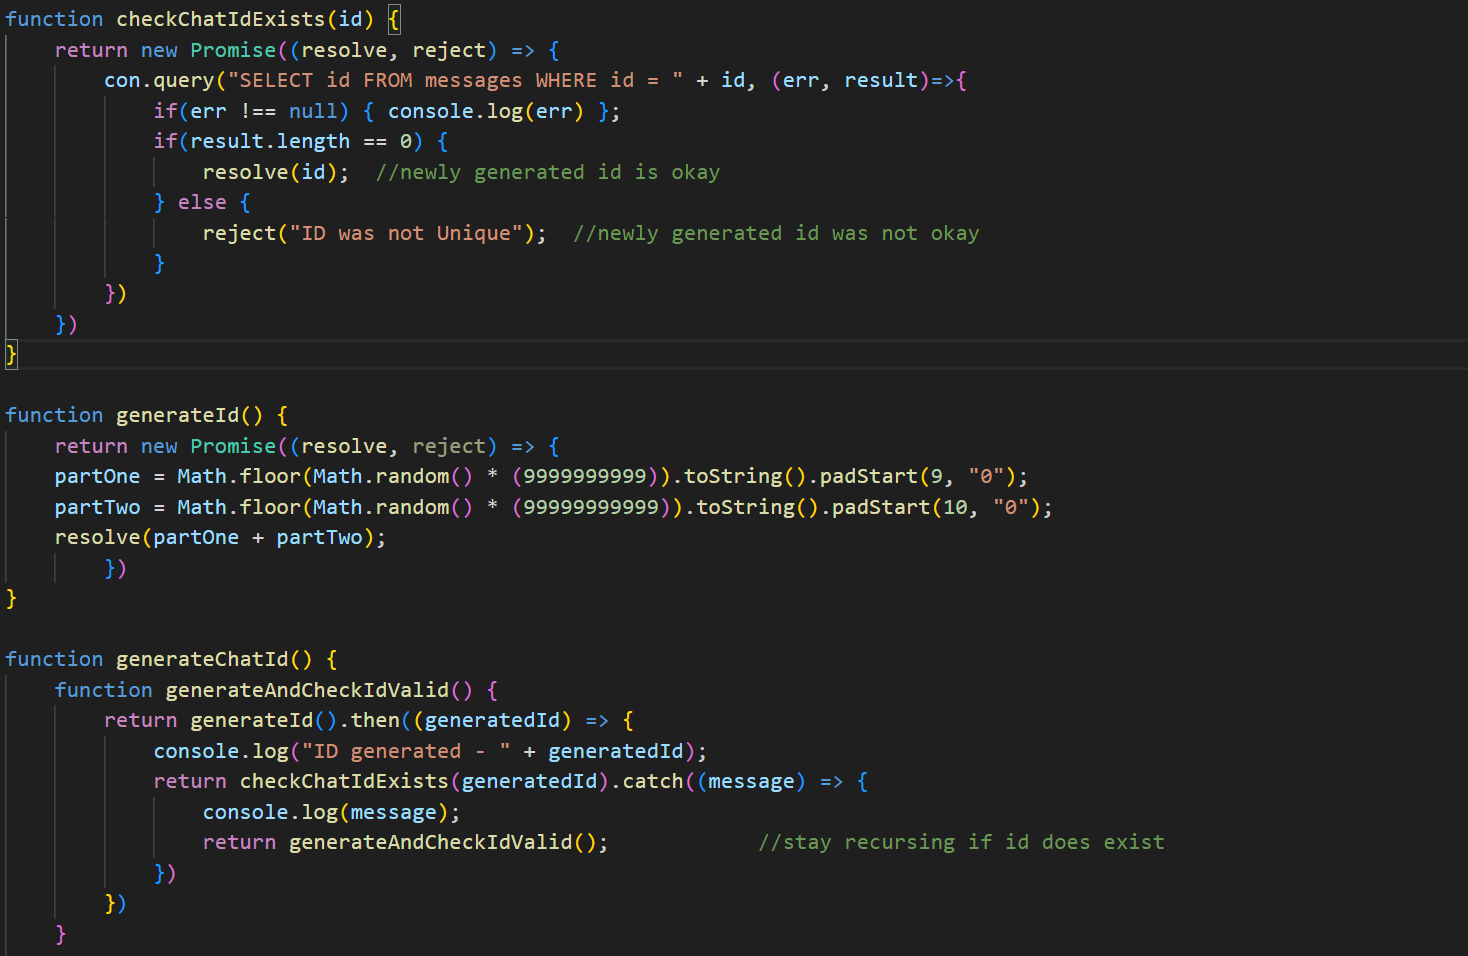 function checkChatIdExists(id) {
    return new Promise((resolve, reject) => {
        con.query("SELECT id FROM messages WHERE id = " + id, (err, result)=>{
            if(err !== null) { console.log(err) };
            if(result.length == 0) {
                resolve(id);  //newly generated id is okay
            } else {
                reject("ID was not Unique");  //newly generated id was not okay
            }
        })
    })
}

function generateId() {
    return new Promise((resolve, reject) => {
    partOne = Math.floor(Math.random() * (9999999999)).toString().padStart(9, "0");
    partTwo = Math.floor(Math.random() * (99999999999)).toString().padStart(10, "0");
    resolve(partOne + partTwo);
        })
}

function generateChatId() {
    function generateAndCheckIdValid() {
        return generateId().then((generatedId) => {
            console.log("ID generated - " + generatedId);
            return checkChatIdExists(generatedId).catch((message) => {
                console.log(message);
                return generateAndCheckIdValid();            //stay recursing if id does exist
            })
        })
    }